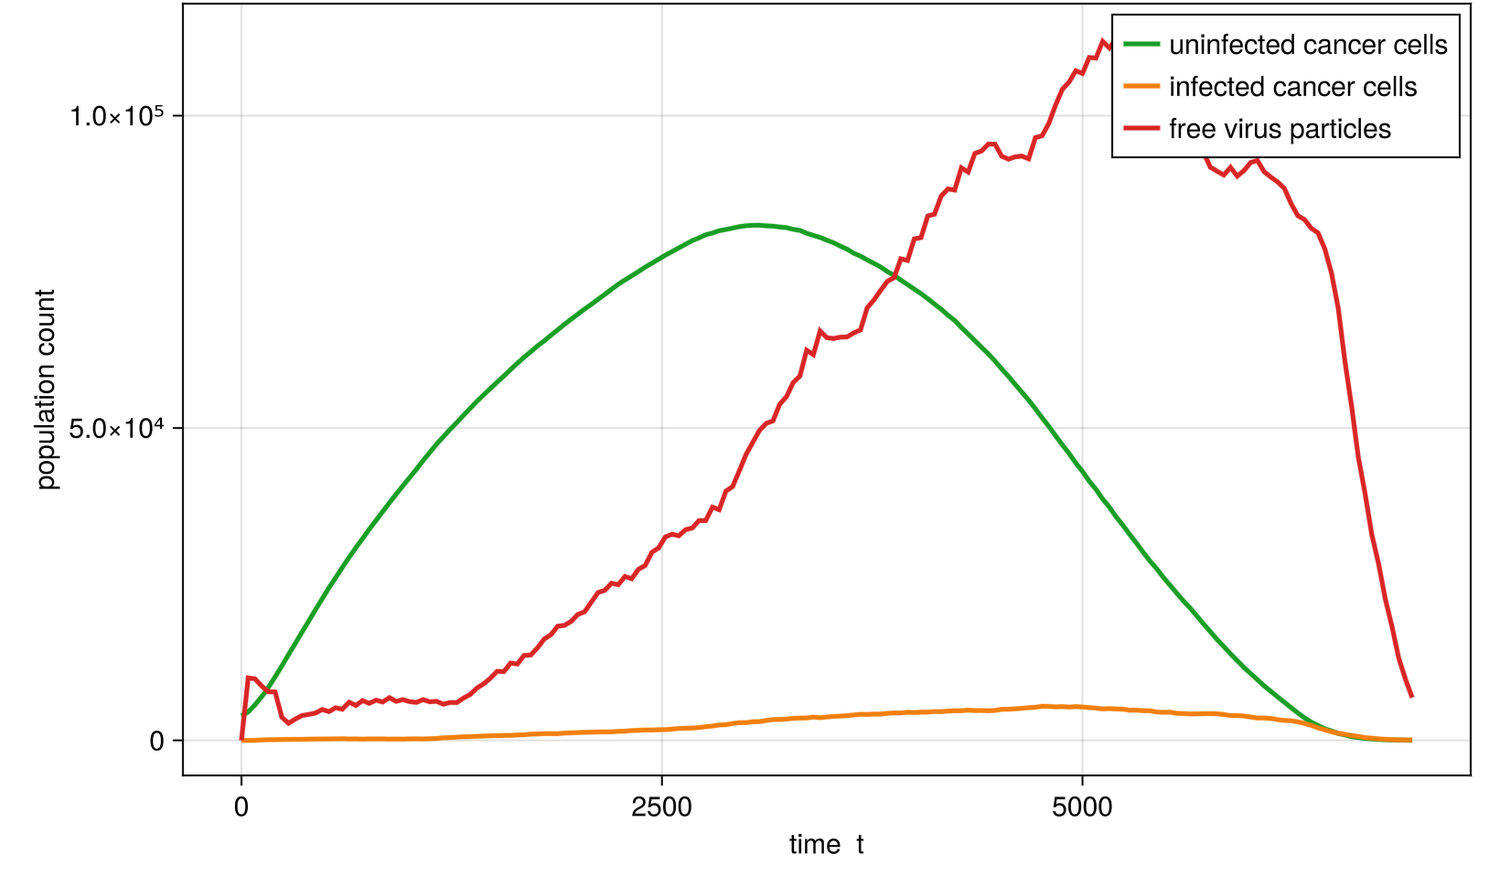 uninfected cancer cells
infected cancer cells
free virus particles
1.0×10⁵
5.0×10⁴
0
population count
0 2500 5000
time t